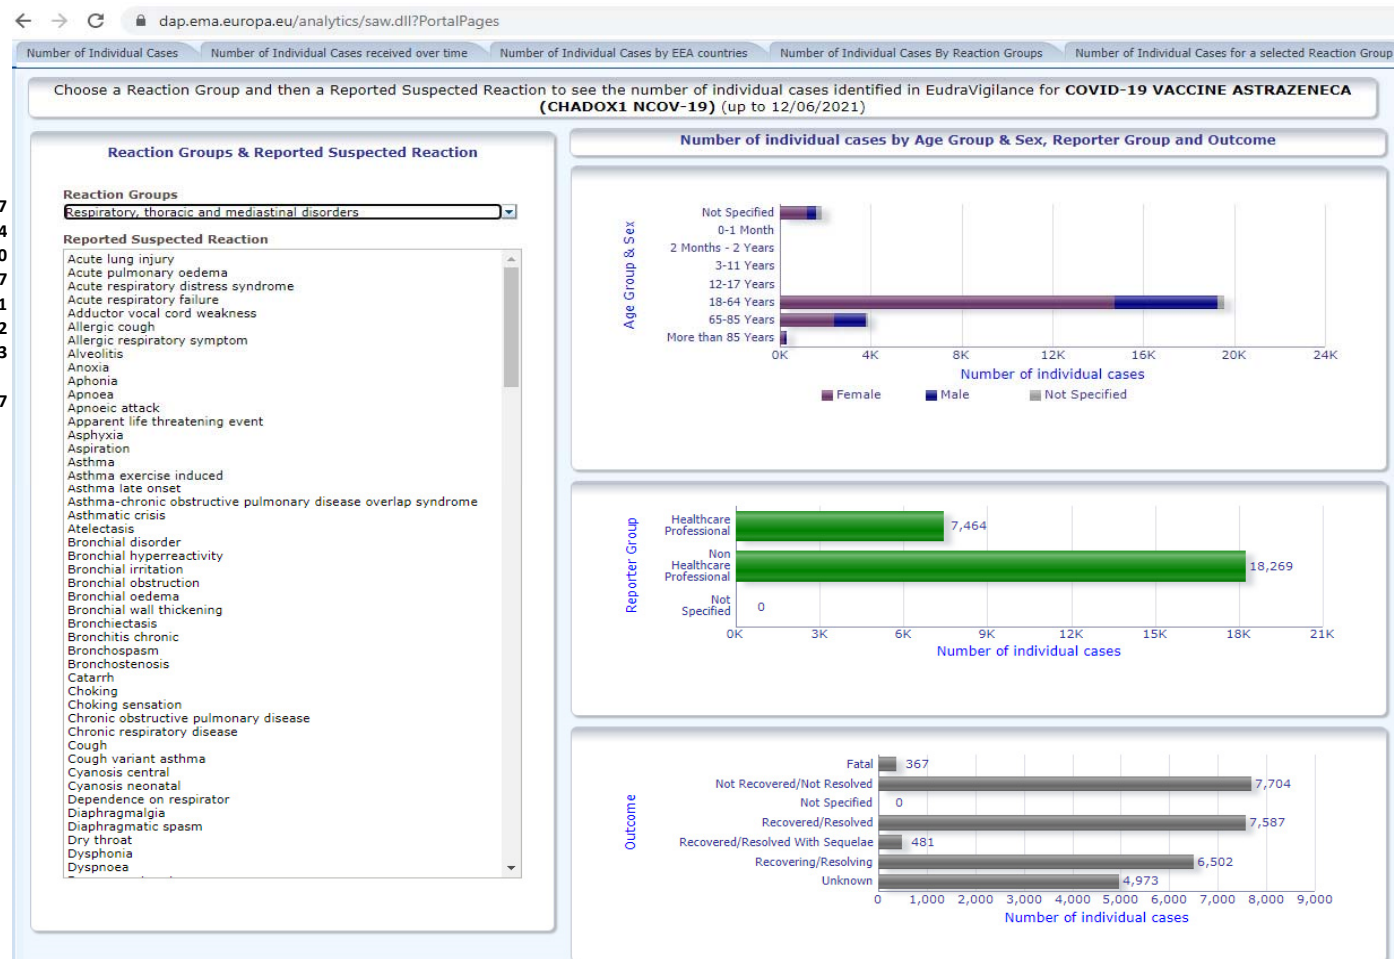 dap.ema.europa.eu/analytics/saw.dll?PortalPages
Number of Individual Cases
Number of Individual Cases received over time
Number of Individual Cases by EEA countries
Number of Individual Cases By Reaction Groups
Number of Individual Cases for a selected Reaction Group
Choose a Reaction Group and then a Reported Suspected Reaction to see the number of individual cases identified in EudraVigilance for COVID-19 VACCINE ASTRAZENECA
(CHADOX1 NCOV-19) (up to 12/06/2021)
Reaction Groups & Reported Suspected Reaction
Reaction Groups
Respiratory, thoracic and mediastinal disorders
Reported Suspected Reaction
7
4
0
7
1
2
3
7
Acute lung injury
Acute pulmonary oedema
Acute respiratory distress syndrome
Acute respiratory failure
Adductor vocal cord weakness
Allergic cough
Allergic respiratory symptom
Alveolitis
Anoxia
Aphonia
Apnoea
Apnoeic attack
Apparent life threatening event
Asphyxia
Aspiration
Asthma
Asthma exercise induced
Asthma late onset
Asthma-chronic obstructive pulmonary disease overlap syndrome
Asthmatic crisis
Atelectasis
Bronchial disorder
Bronchial hyperreactivity
Bronchial irritation
Bronchial obstruction
Bronchial oedema
Bronchial wall thickening
Bronchiectasis
Bronchitis chronic
Bronchospasm
Bronchostenosis
Catarrh
Choking
Choking sensation
Chronic obstructive pulmonary disease
Chronic respiratory disease
Cough
Cough variant asthma
Cyanosis central
Cyanosis neonatal
Dependence on respirator
Diaphragmalgia
Diaphragmatic spasm
Dry throat
Dysphonia
Dyspnoea
Number of individual cases by Age Group & Sex, Reporter Group and Outcome
Age Group & Sex
Not Specified
0-1 Month
2 Months - 2 Years
3-11 Years
12-17 Years
18-64 Years
65-85 Years
More than 85 Years
0K 4K 8K 12K 16K 20K 24K
Number of individual cases
Female Male Not Specified
Reporter Group
Healthcare
Professional
7,464
Non
Healthcare
Professional
18,269
Not
Specified
0
0K 3K 6K 9K 12K 15K 18K 21K
Number of individual cases
Outcome
Fatal 367
Not Recovered/Not Resolved 7,704
Not Specified 0
Recovered/Resolved 7,587
Recovered/Resolved With Sequelae 481
Recovering/Resolving 6,502
Unknown 4,973
0 1,000 2,000 3,000 4,000 5,000 6,000 7,000 8,000 9,000
Number of individual cases